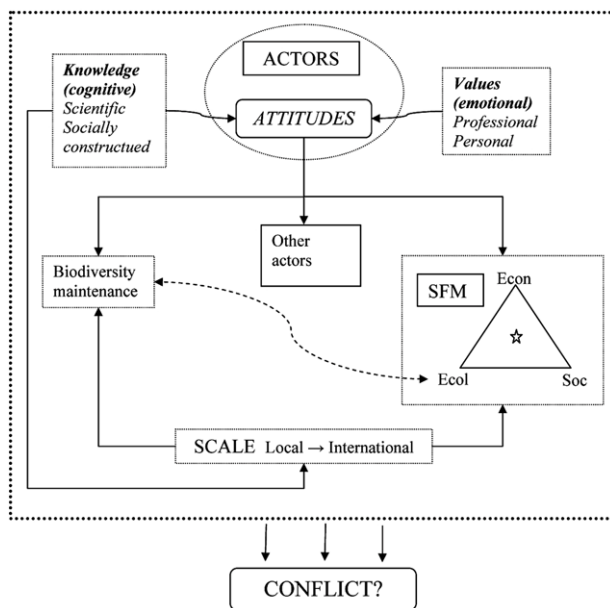 ACTORS
Knowledge
(cognitive)
Scientific
Socially
constructued
ATTITUDES
Values
(emotional)
Professional
Personal
Biodiversity
maintenance
Other
actors
SFM
Econ
Ecol
Soc
SCALE Local → International
CONFLICT?